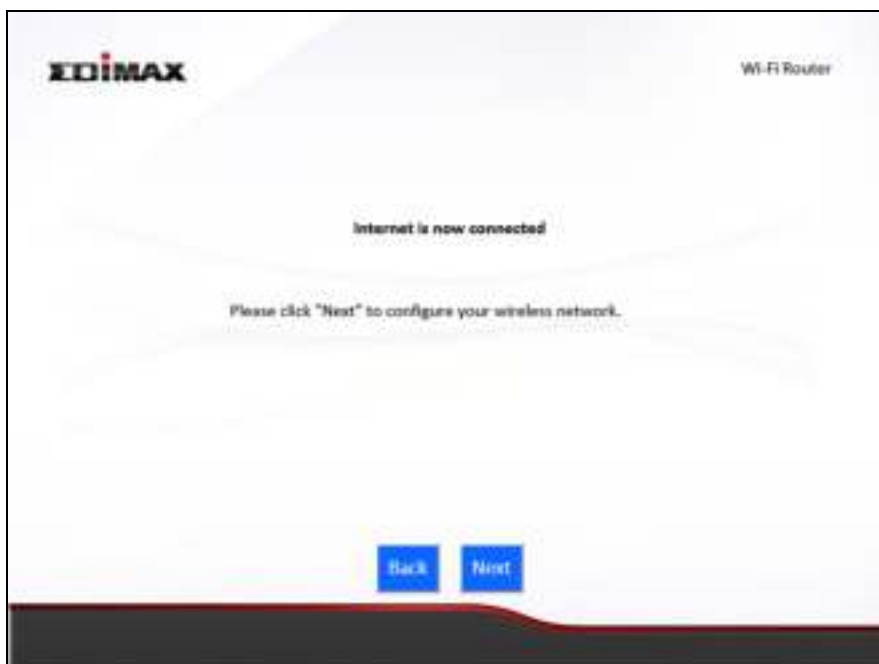 EDIMAX
Wi-Fi Router
Internet is now connected
Please click "Next" to configure your wireless network.
Back
Next